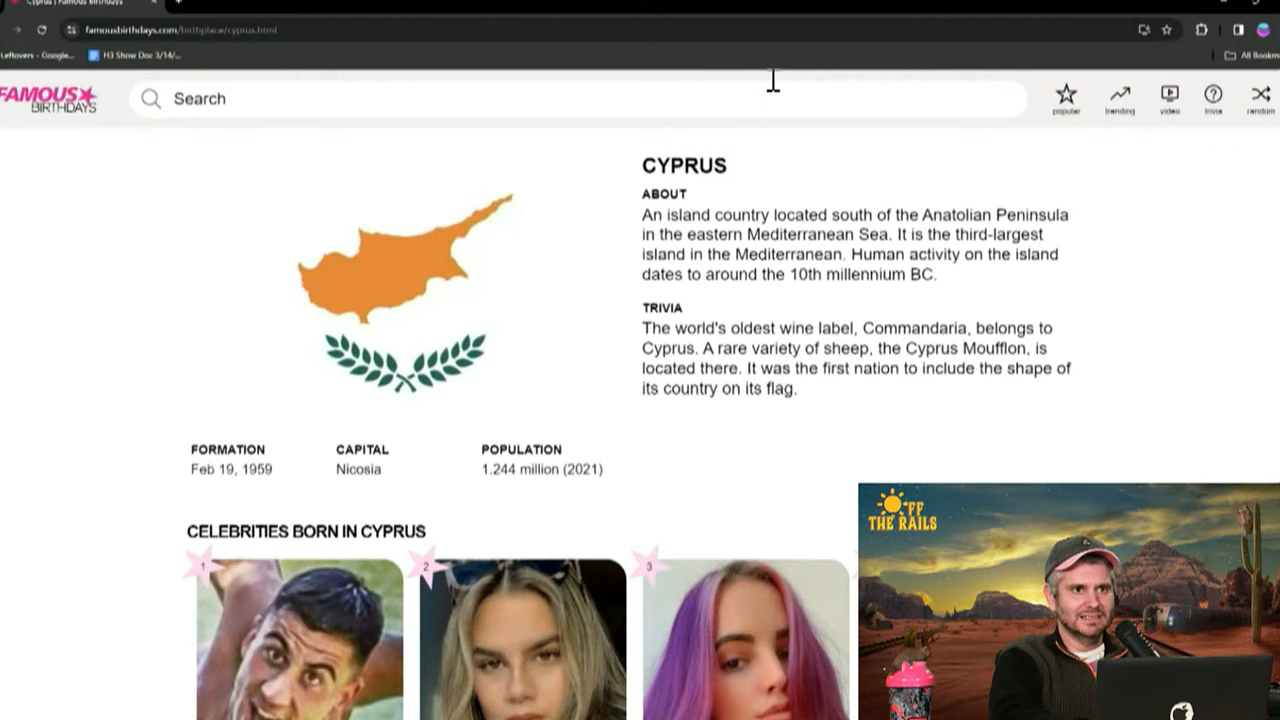 Cyprus | Famous Birthdays
famousbirthdays.com/birthplace/cyprus.html
Leftovers - Google...
H3 Show Doc 3/14/...
All Bookm
FAMOUS
BIRTHDAYS
Search
popular
trending
video
trivia
random
CYPRUS
ABOUT
An island country located south of the Anatolian Peninsula
in the eastern Mediterranean Sea. It is the third-largest
island in the Mediterranean. Human activity on the island
dates to around the 10th millennium BC.
TRIVIA
The world's oldest wine label, Commandaria, belongs to
Cyprus. A rare variety of sheep, the Cyprus Moufflon, is
located there. It was the first nation to include the shape of
its country on its flag.
FORMATION
CAPITAL
POPULATION
Feb 19, 1959
Nicosia
1.244 million (2021)
CELEBRITIES BORN IN CYPRUS
1
2
3
OFF
THE RAILS